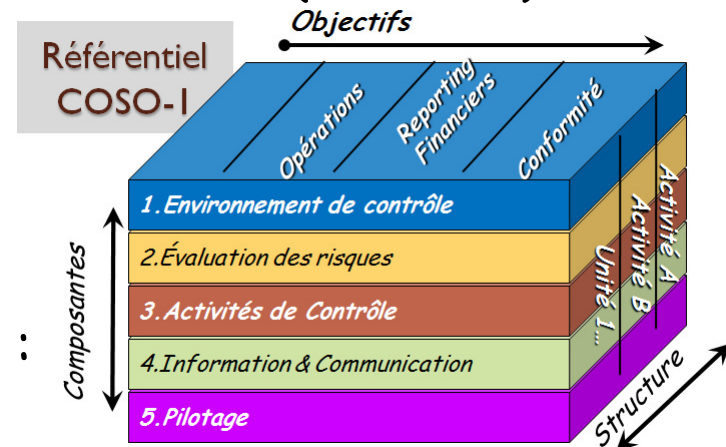 Objectifs
Référentiel
COSO-1
Opérations
Reporting
Financiers
Conformité
1.Environnement de contrôle
2.Évaluation des risques
3.Activités de Contrôle
4.Information & Communication
5.Pilotage
Composantes
:
Unité 1...
Activité B
Activité A
Structure